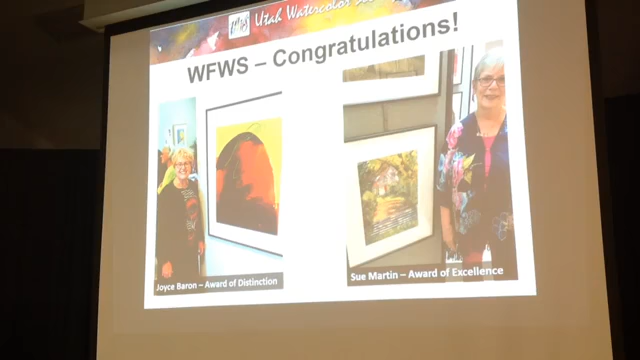 Utah Watercolor
WFWS – Congratulations!
Joyce Baron – Award of Distinction
Sue Martin – Award of Excellence